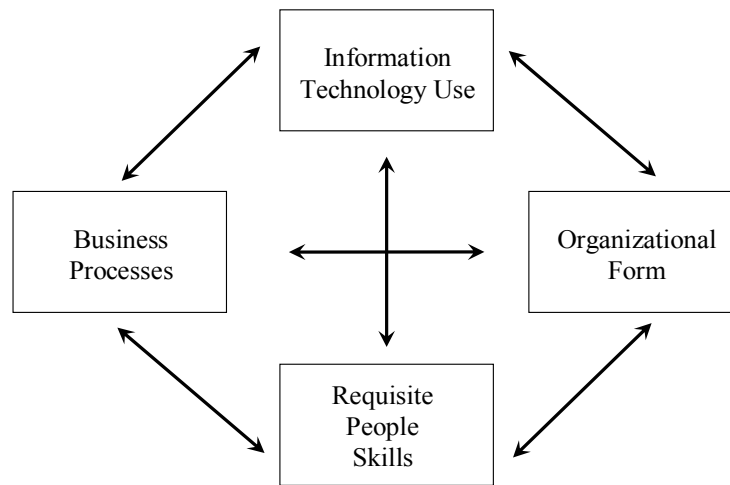 Information
Technology Use
Business
Processes
Organizational
Form
Requisite
People
Skills